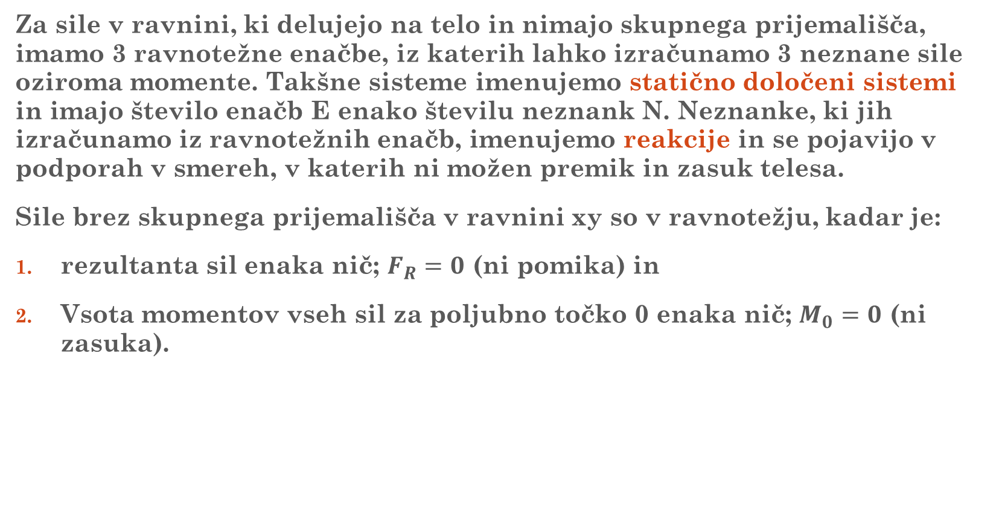 Za sile v ravnini, ki delujejo na telo in nimajo skupnega prijemališča,
imamo 3 ravnotežne enačbe, iz katerih lahko izračunamo 3 neznane sile
oziroma momente. Takšne sisteme imenujemo statično določeni sistemi
in imajo število enačb E enako številu neznank N. Neznanke, ki jih
izračunamo iz ravnotežnih enačb, imenujemo reakcije in se pojavijo v
podporah v smereh, v katerih ni možen premik in zasuk telesa.
Sile brez skupnega prijemališča v ravnini xy so v ravnotežju, kadar je:
1. rezultanta sil enaka nič; $F_R = 0$ (ni pomika) in
2. Vsota momentov vseh sil za poljubno točko 0 enaka nič; $M_0 = 0$ (ni
zasuka).